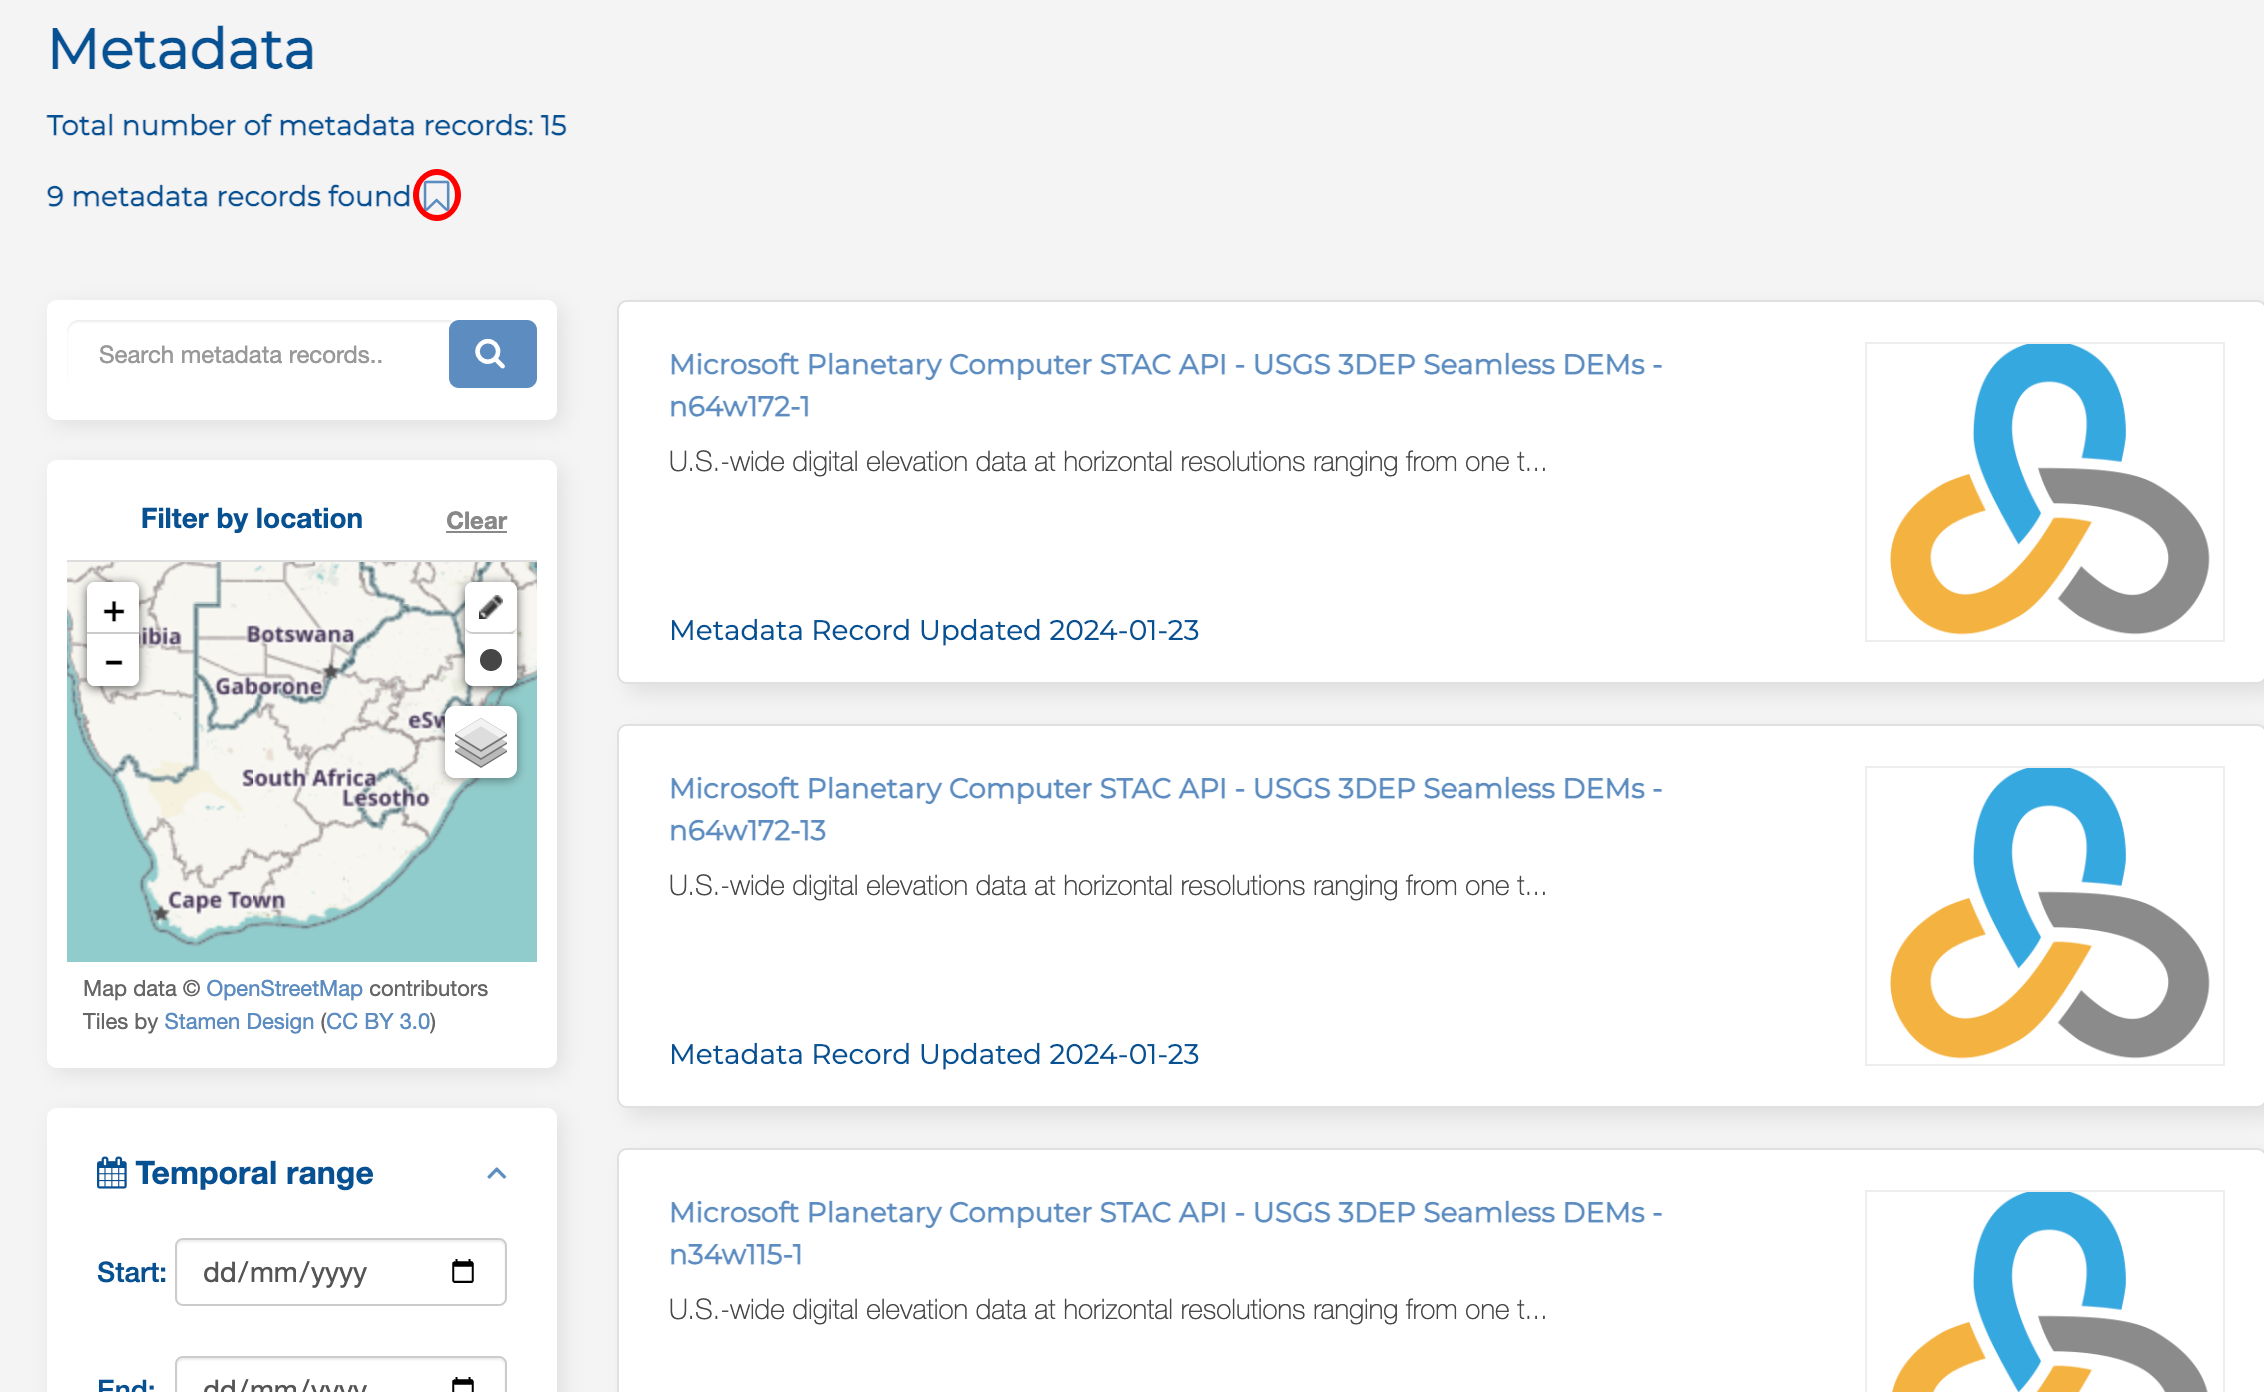 Metadata
Total number of metadata records: 15
9 metadata records found
Search metadata records..
Filter by location
Clear
+
−
ibia
Botswana
Gaborone
eSw
South Africa
Lesotho
Cape Town
Map data © OpenStreetMap contributors
Tiles by Stamen Design (CC BY 3.0)
Temporal range
Start:
dd/mm/yyyy
End:
dd/mm/yyyy
Microsoft Planetary Computer STAC API - USGS 3DEP Seamless DEMs -
n64w172-1
U.S.-wide digital elevation data at horizontal resolutions ranging from one t...
Metadata Record Updated 2024-01-23
Microsoft Planetary Computer STAC API - USGS 3DEP Seamless DEMs -
n64w172-13
U.S.-wide digital elevation data at horizontal resolutions ranging from one t...
Metadata Record Updated 2024-01-23
Microsoft Planetary Computer STAC API - USGS 3DEP Seamless DEMs -
n34w115-1
U.S.-wide digital elevation data at horizontal resolutions ranging from one t...